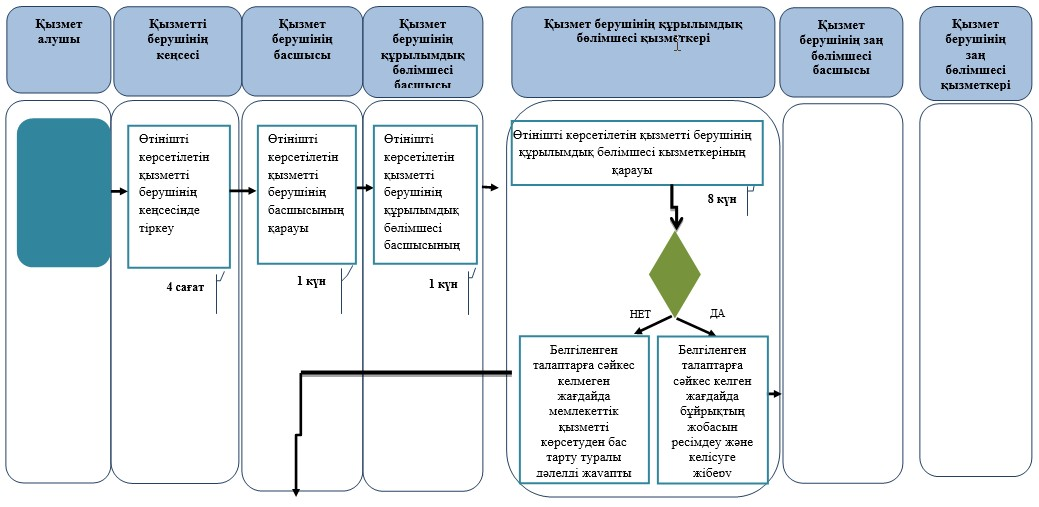 Қызмет
алушы
Қызметті
берушінің
кеңсесі
Қызмет
берушінің
басшысы
Қызмет
берушінің
құрылымдық
бөлімшесі
басшысы
Қызмет берушінің құрылымдық
бөлімшесі қызметкері
Қызмет
берушінің заң
бөлімшесі
басшысы
Қызмет
берушінің
заң
бөлімшесі
қызметкері
Өтінішті
көрсетілетін
қызметті
берушінің
кеңсесінде
тіркеу
4 сағат
Өтінішті
көрсетілетін
қызметті
берушінің
басшысының
қарауы
1 күн
Өтінішті
көрсетілетін
қызметті
берушінің
құрылымдық
бөлімшесі
басшысының
1 күн
Өтінішті көрсетілетін қызметті берушінің
құрылымдық бөлімшесі кызметкеріның
қарауы
8 күн
НЕТ
ДА
Белгіленген
талаптарға сәйкес
келмеген
жағдайда
мемлекеттік
қызметті
көрсетуден бас
тарту туралы
дәлелді жауапты
Белгіленген
талаптарға
сәйкес келген
жағдайда
бұйрықтың
жобасын
ресімдеу және
келісуге
жіберу